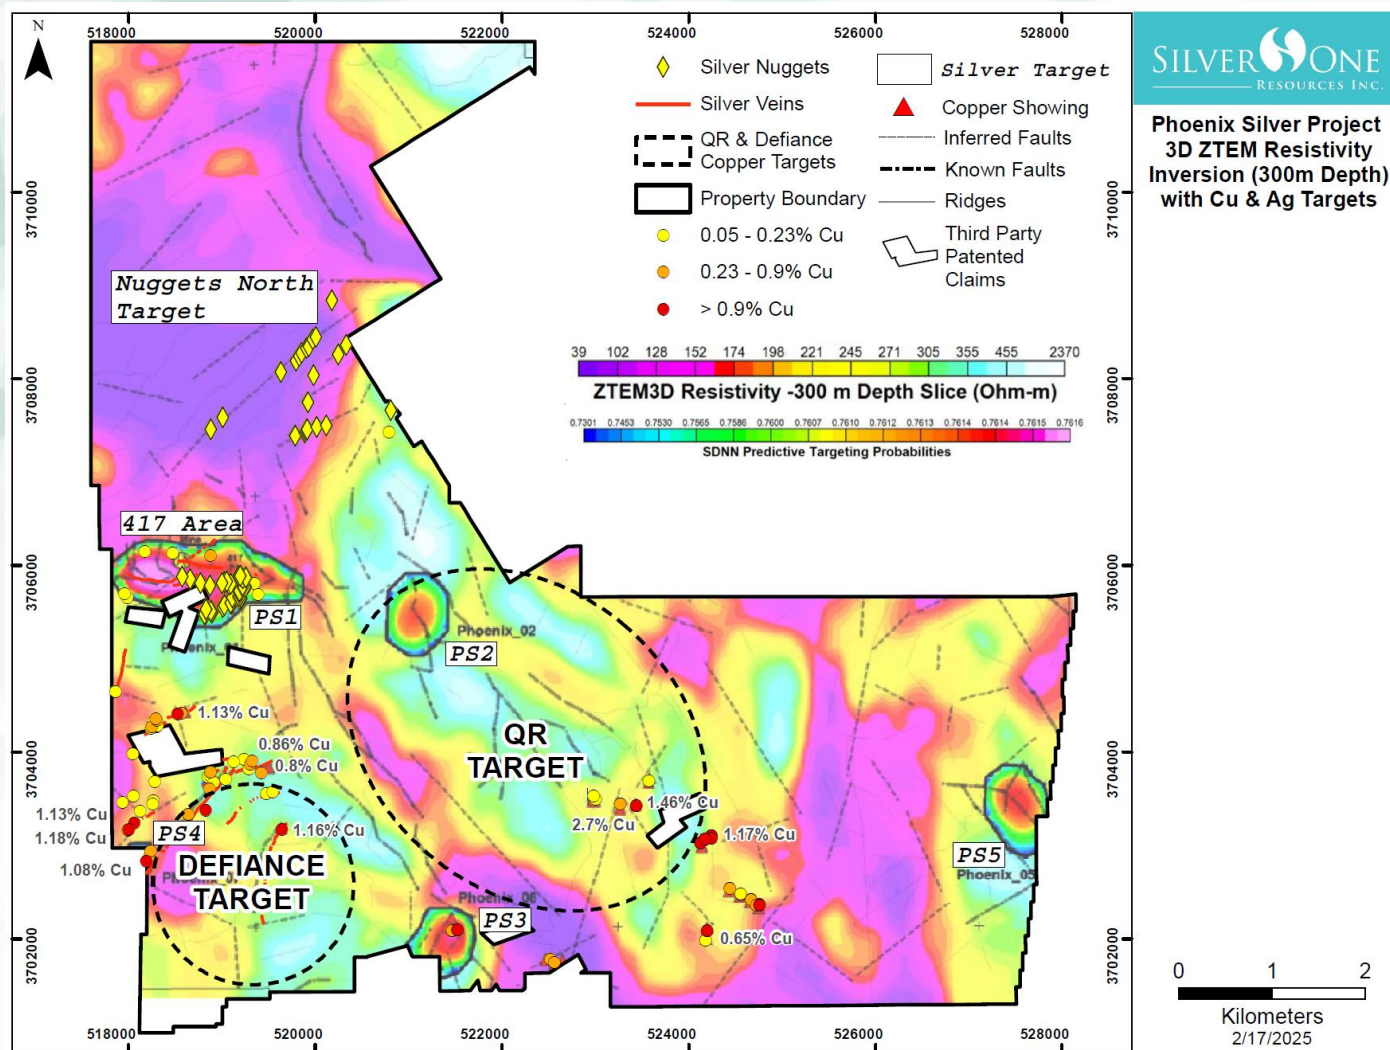 N
518000 520000 522000 524000 526000 528000
SILVER ONE
RESOURCES INC.
Phoenix Silver Project
3D ZTEM Resistivity
Inversion (300m Depth)
with Cu & Ag Targets
Silver Nuggets
Silver Veins
QR & Defiance
Copper Targets
Property Boundary
0.05 - 0.23% Cu
0.23 - 0.9% Cu
> 0.9% Cu
Silver Target
Copper Showing
Inferred Faults
Known Faults
Ridges
Third Party
Patented
Claims
39 102 128 152 174 198 221 245 271 305 355 455 2370
ZTEM3D Resistivity -300 m Depth Slice (Ohm-m)
0.7301 0.7453 0.7530 0.7565 0.7586 0.7600 0.7607 0.7610 0.7612 0.7613 0.7614 0.7614 0.7615 0.7616
SDNN Predictive Targeting Probabilities
3710000
3710000
Nuggets North
Target
3708000
3708000
417 Area
417
3706000
3706000
PS1
Phoenix_02
PS2
1.13% Cu
QR
TARGET
0.86% Cu
0.8% Cu
3704000
3704000
1.46% Cu
2.7% Cu
1.13% Cu
1.18% Cu
PS4
1.16% Cu
1.17% Cu
1.08% Cu
DEFIANCE
TARGET
PS5
Phoenix_05
Phoenix_06
PS3
0.65% Cu
3702000
3702000
0 1 2
Kilometers
2/17/2025
518000 520000 522000 524000 526000 528000